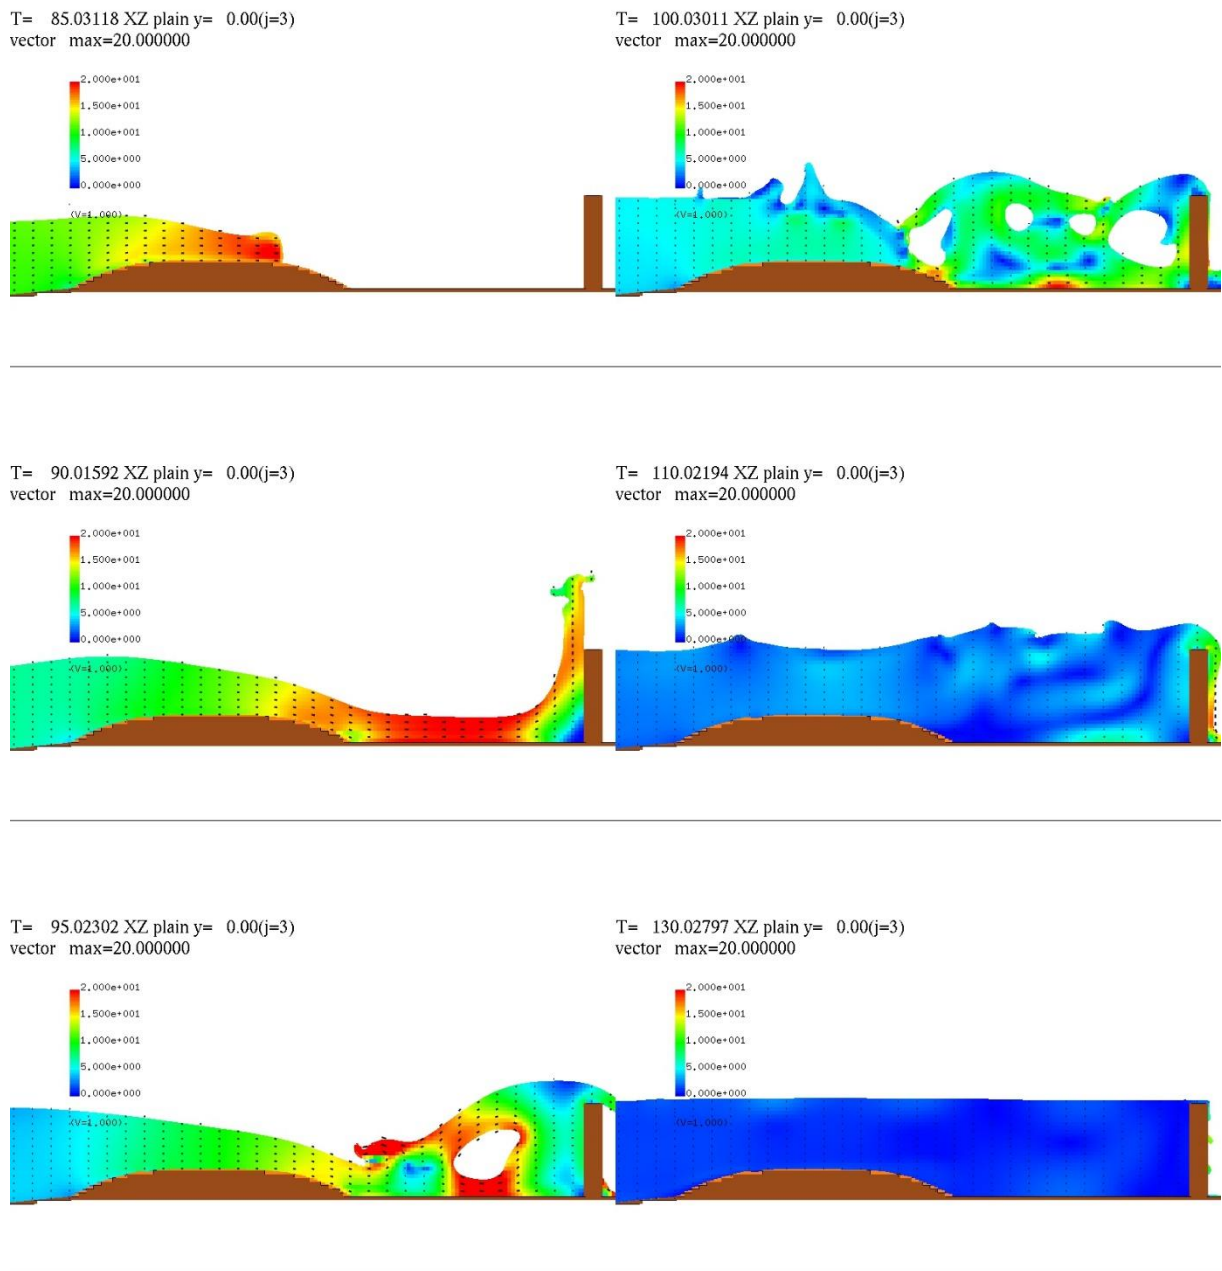 T= 85.03118 XZ plain y= 0.00(j=3)
vector max=20.000000
2.000e+001
1.500e+001
1.000e+001
5.000e+000
0.000e+000
(V=1.000)
T= 100.03011 XZ plain y= 0.00(j=3)
vector max=20.000000
2.000e+001
1.500e+001
1.000e+001
5.000e+000
0.000e+000
(V=1.000)
T= 90.01592 XZ plain y= 0.00(j=3)
vector max=20.000000
2.000e+001
1.500e+001
1.000e+001
5.000e+000
0.000e+000
(V=1.000)
T= 110.02194 XZ plain y= 0.00(j=3)
vector max=20.000000
2.000e+001
1.500e+001
1.000e+001
5.000e+000
0.000e+000
(V=1.000)
T= 95.02302 XZ plain y= 0.00(j=3)
vector max=20.000000
2.000e+001
1.500e+001
1.000e+001
5.000e+000
0.000e+000
(V=1.000)
T= 130.02797 XZ plain y= 0.00(j=3)
vector max=20.000000
2.000e+001
1.500e+001
1.000e+001
5.000e+000
0.000e+000
(V=1.000)